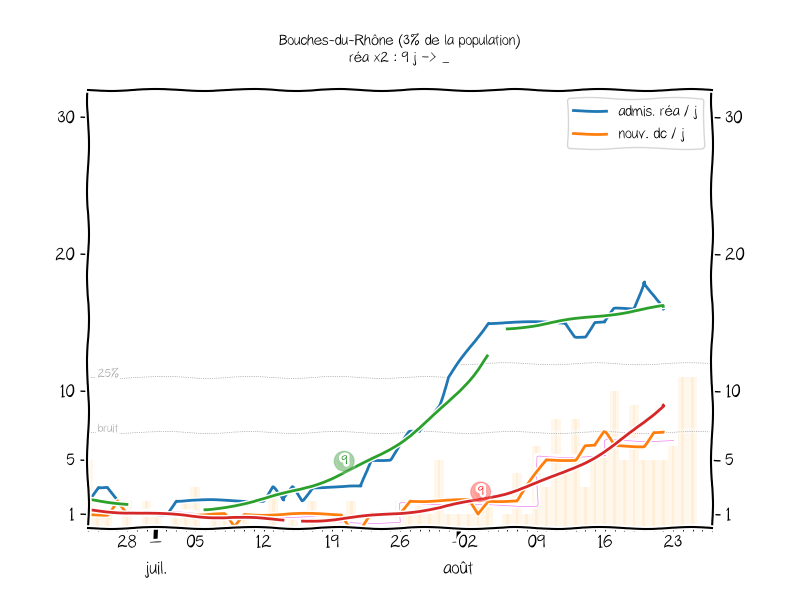 Bouches-du-Rhône (3% de la population)
réa x2 : 9 j -> _
admis. réa / j
nouv. dc / j
30
30
20
20
25%
10
10
bruit
9
5
5
9
1
1
28 05 12 19 26 02 09 16 23
juil. août